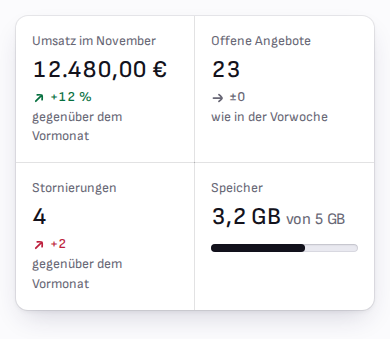 Umsatz im November
12.480,00 €
↗ +12 %
gegenüber dem
Vormonat
Offene Angebote
23
→ ±0
wie in der Vorwoche
Stornierungen
4
↗ +2
gegenüber dem
Vormonat
Speicher
3,2 GB von 5 GB